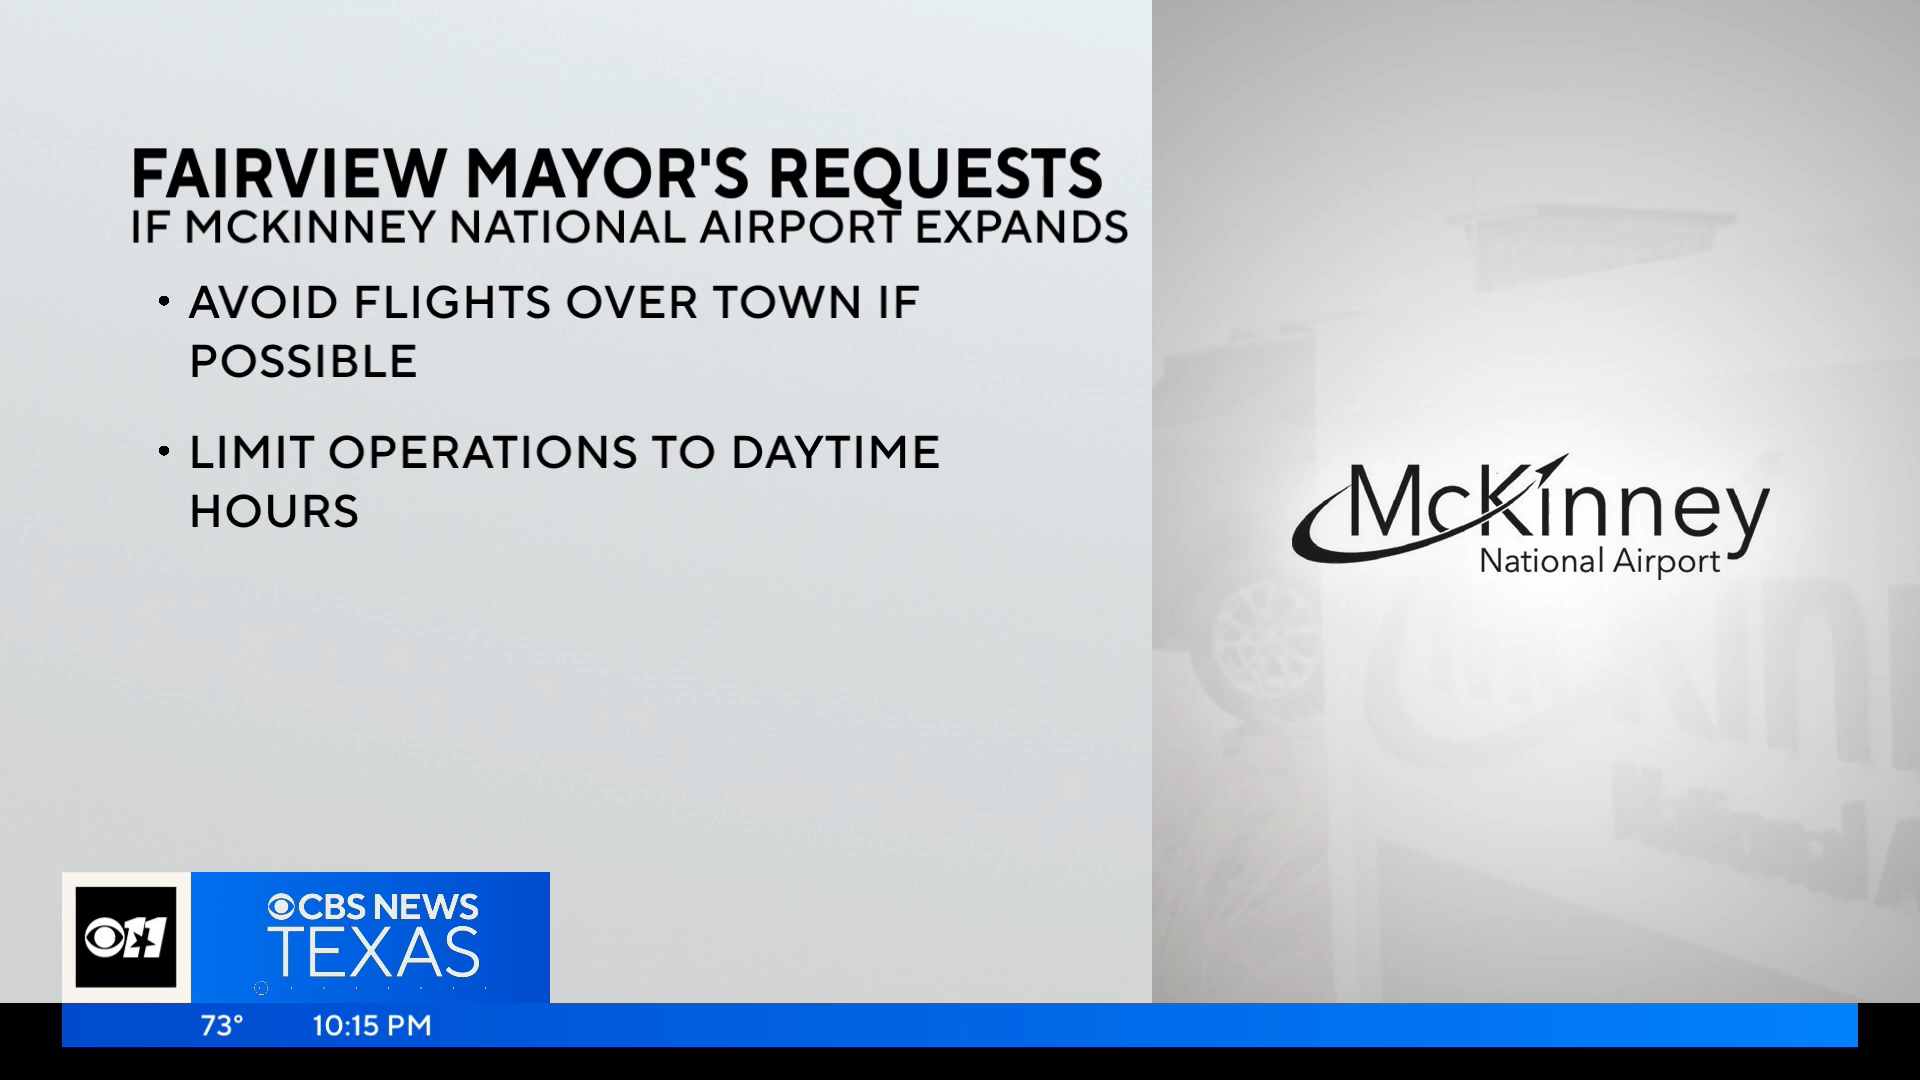 FAIRVIEW MAYOR'S REQUESTS
IF MCKINNEY NATIONAL AIRPORT EXPANDS
• AVOID FLIGHTS OVER TOWN IF
POSSIBLE
• LIMIT OPERATIONS TO DAYTIME
HOURS
McKinney
National Airport
11
CBS NEWS
TEXAS
73° 10:15 PM